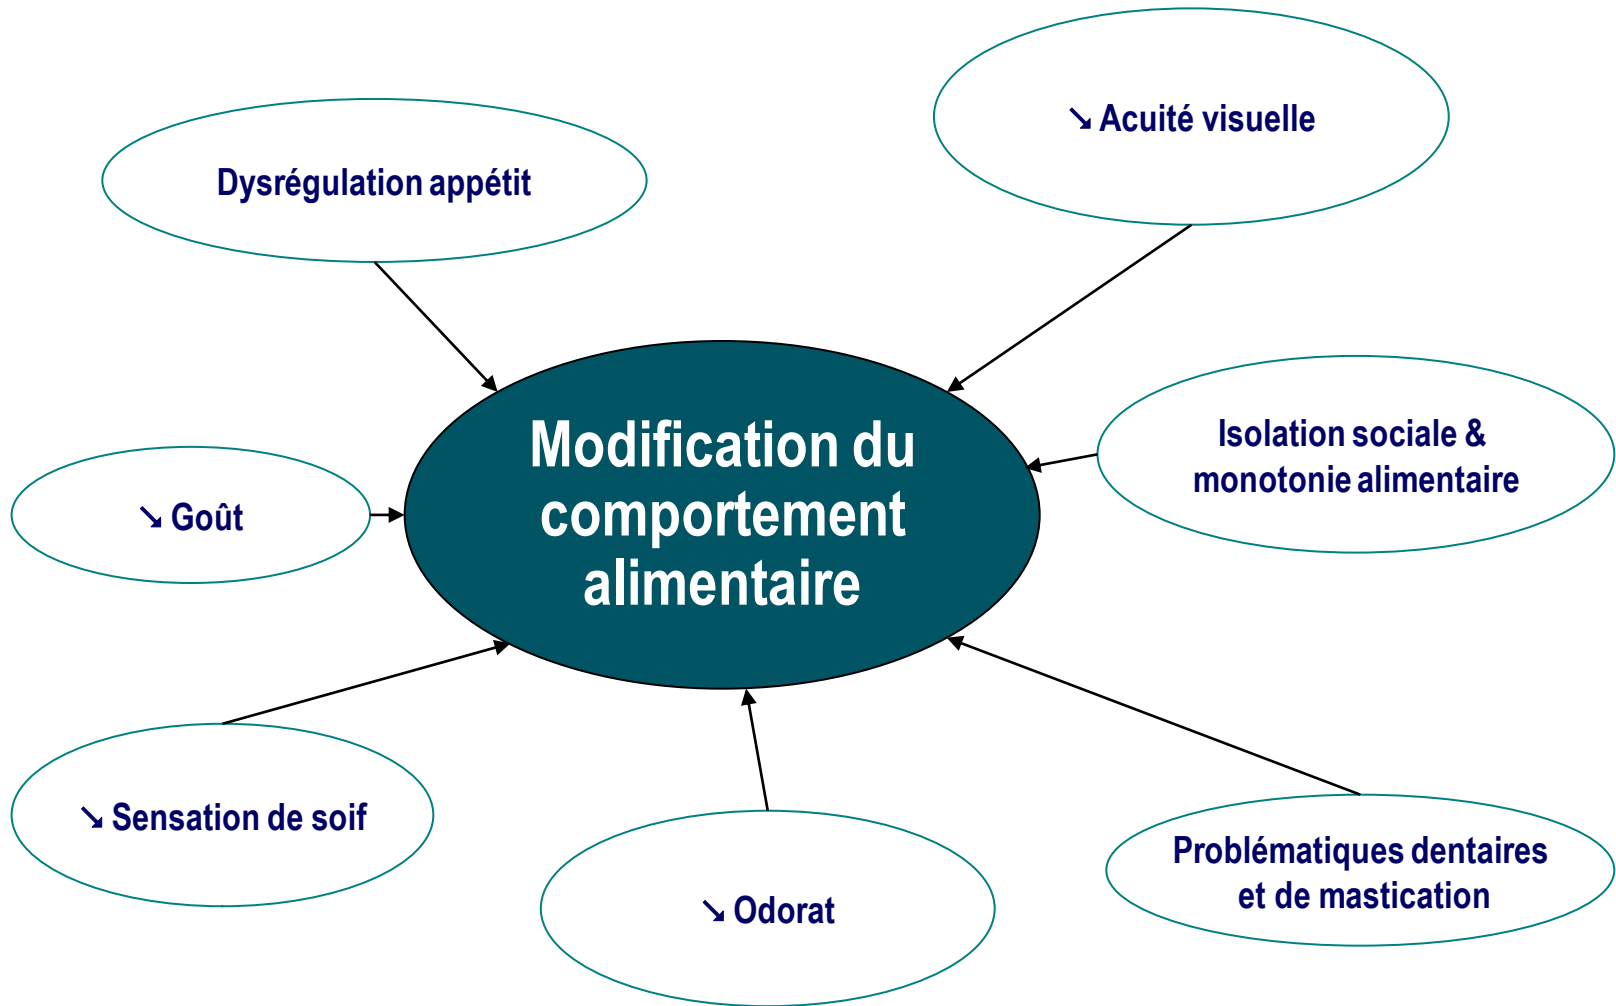 ↘ Acuité visuelle
Dysrégulation appétit
Modification du
comportement
alimentaire
Isolation sociale &
monotonie alimentaire
↘ Goût
↘ Sensation de soif
↘ Odorat
Problématiques dentaires
et de mastication